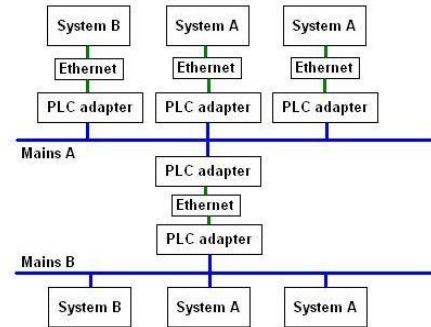 System B System A System A
Ethernet Ethernet Ethernet
PLC adapter PLC adapter PLC adapter
Mains A
PLC adapter
Ethernet
PLC adapter
Mains B
System B System A System A